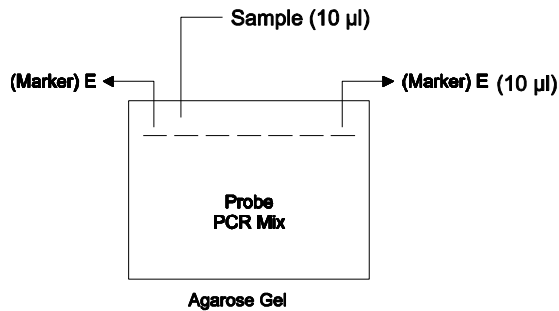 Sample (10 µl)
(Marker) E
(Marker) E (10 µl)
Probe
PCR Mix
Agarose Gel